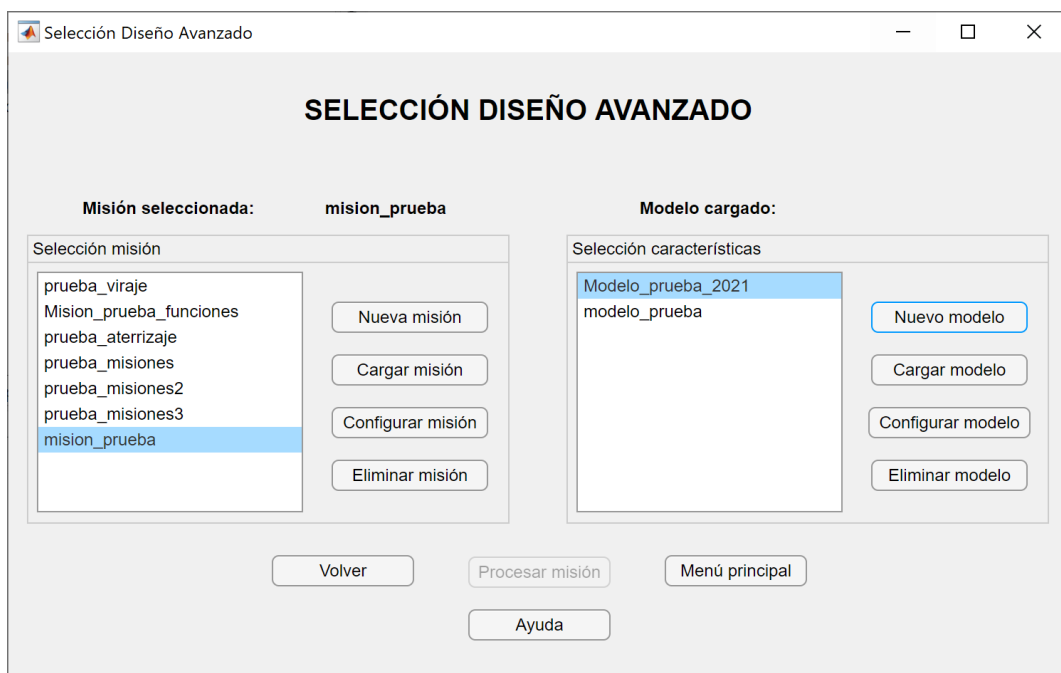 Selección Diseño Avanzado
SELECCIÓN DISEÑO AVANZADO
Misión seleccionada: mision_prueba
Modelo cargado:
Selección misión
prueba_viraje
Mision_prueba_funciones
prueba_aterrizaje
prueba_misiones
prueba_misiones2
prueba_misiones3
mision_prueba
Nueva misión
Cargar misión
Configurar misión
Eliminar misión
Selección características
Modelo_prueba_2021
modelo_prueba
Nuevo modelo
Cargar modelo
Configurar modelo
Eliminar modelo
Volver
Procesar misión
Menú principal
Ayuda